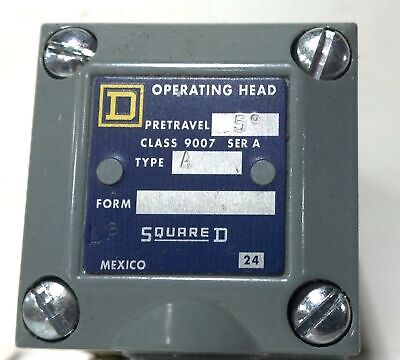 D
OPERATING HEAD
PRETRAVEL 5°
CLASS 9007 SER A
TYPE A
FORM
SQUARE D
MEXICO 24